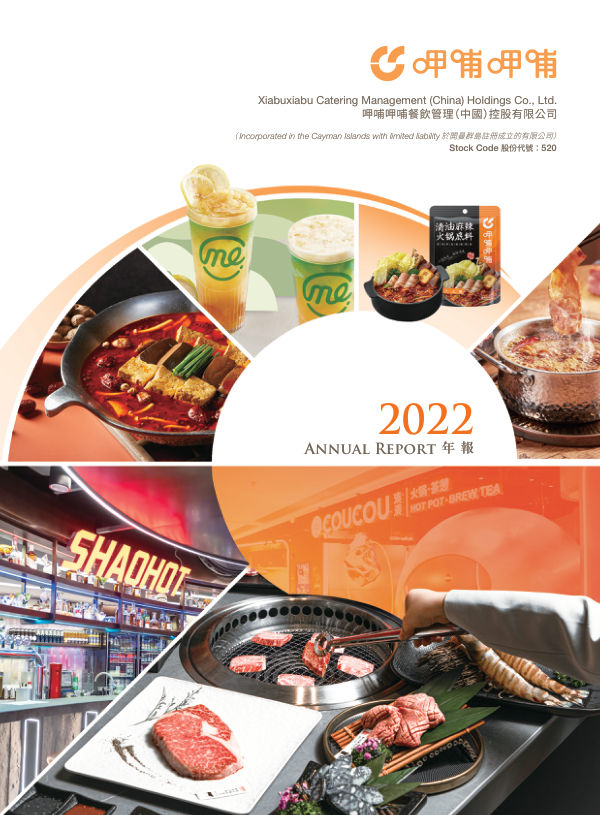 呷哺呷哺
Xiabuxiabu Catering Management (China) Holdings Co., Ltd.
呷哺呷哺餐飲管理(中國)控股有限公司
(Incorporated in the Cayman Islands with limited liability 於開曼群島註冊成立的有限公司)
Stock Code 股份代號：520
me
me
清油麻辣
火锅底料
呷哺呷哺
2022
ANNUAL REPORT 年報
COUCOU 湊湊 火锅·茶憩
HOT POT·BREW TEA
SHAOHOT